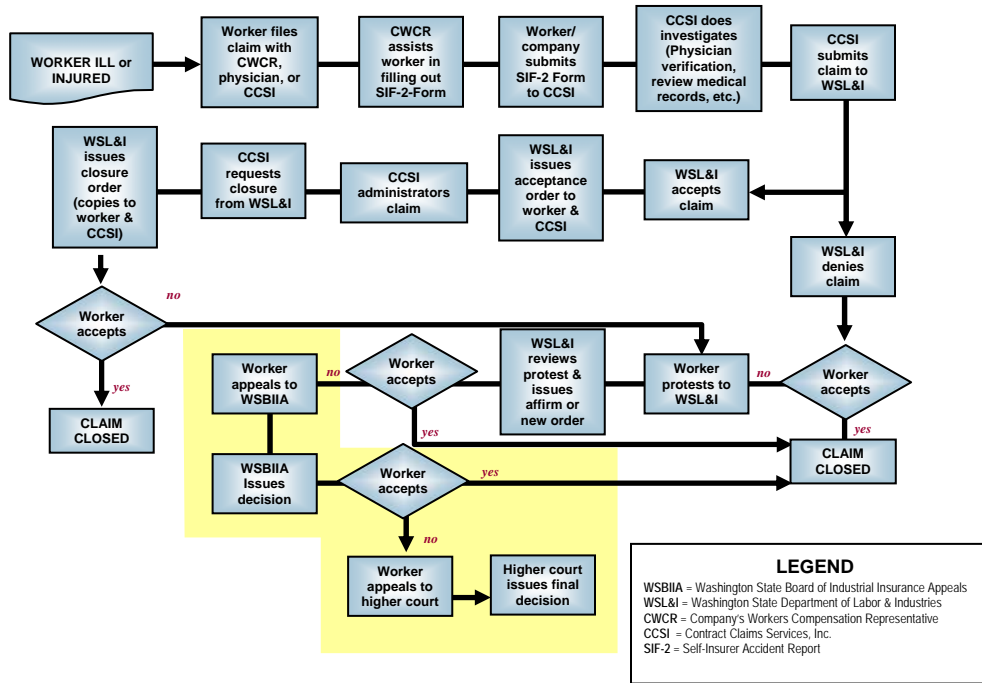 WORKER ILL or
INJURED
Worker files
claim with
CWCR,
physician, or
CCSI
CWCR
assists
worker in
filling out
SIF-2-Form
Worker/
company
submits
SIF-2 Form
to CCSI
CCSI does
investigates
(Physician
verification,
review medical
records, etc.)
CCSI
submits
claim to
WSL&I
WSL&I
issues
closure
order
(copies to
worker &
CCSI)
CCSI
requests
closure
from WSL&I
CCSI
administrators
claim
WSL&I
issues
acceptance
order to
worker &
CCSI
WSL&I
accepts
claim
WSL&I
denies
claim
Worker
accepts
no
yes
CLAIM
CLOSED
Worker
appeals to
WSBIIA
no
Worker
accepts
yes
WSL&I
reviews
protest &
issues
affirm or
new order
Worker
protests to
WSL&I
no
Worker
accepts
yes
CLAIM
CLOSED
WSBIIA
Issues
decision
Worker
accepts
yes
no
Worker
appeals to
higher court
Higher court
issues final
decision
LEGEND
WSBIIA = Washington State Board of Industrial Insurance Appeals
WSL&I = Washington State Department of Labor & Industries
CWCR = Company's Workers Compensation Representative
CCSI = Contract Claims Services, Inc.
SIF-2 = Self-Insurer Accident Report